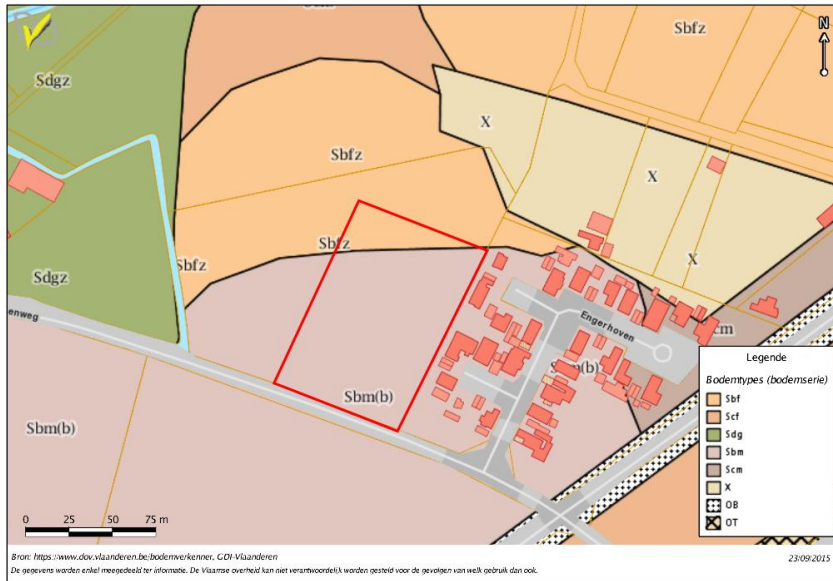 Sbfz
N
Sdgz
X
Sbfz
X
Sbfz
Sbfz
X
Sdgz
enweg
Engerhoven
cm
Sbm(b)
Sbm(b)
Sbm(b)
Legende
Bodemtypes (bodemserie)
Sbf
Scf
Sdg
Sbm
Scm
X
OB
OT
0 25 50 75 m
Bron: https://www.dov.vlaanderen.be/bodemverkenner, GDI-Vlaanderen
23/09/2015
De gegevens worden enkel meegedeeld ter informatie. De Vlaamse overheid kan niet verantwoordelijk worden gesteld voor de gevolgen van welk gebruik dan ook.